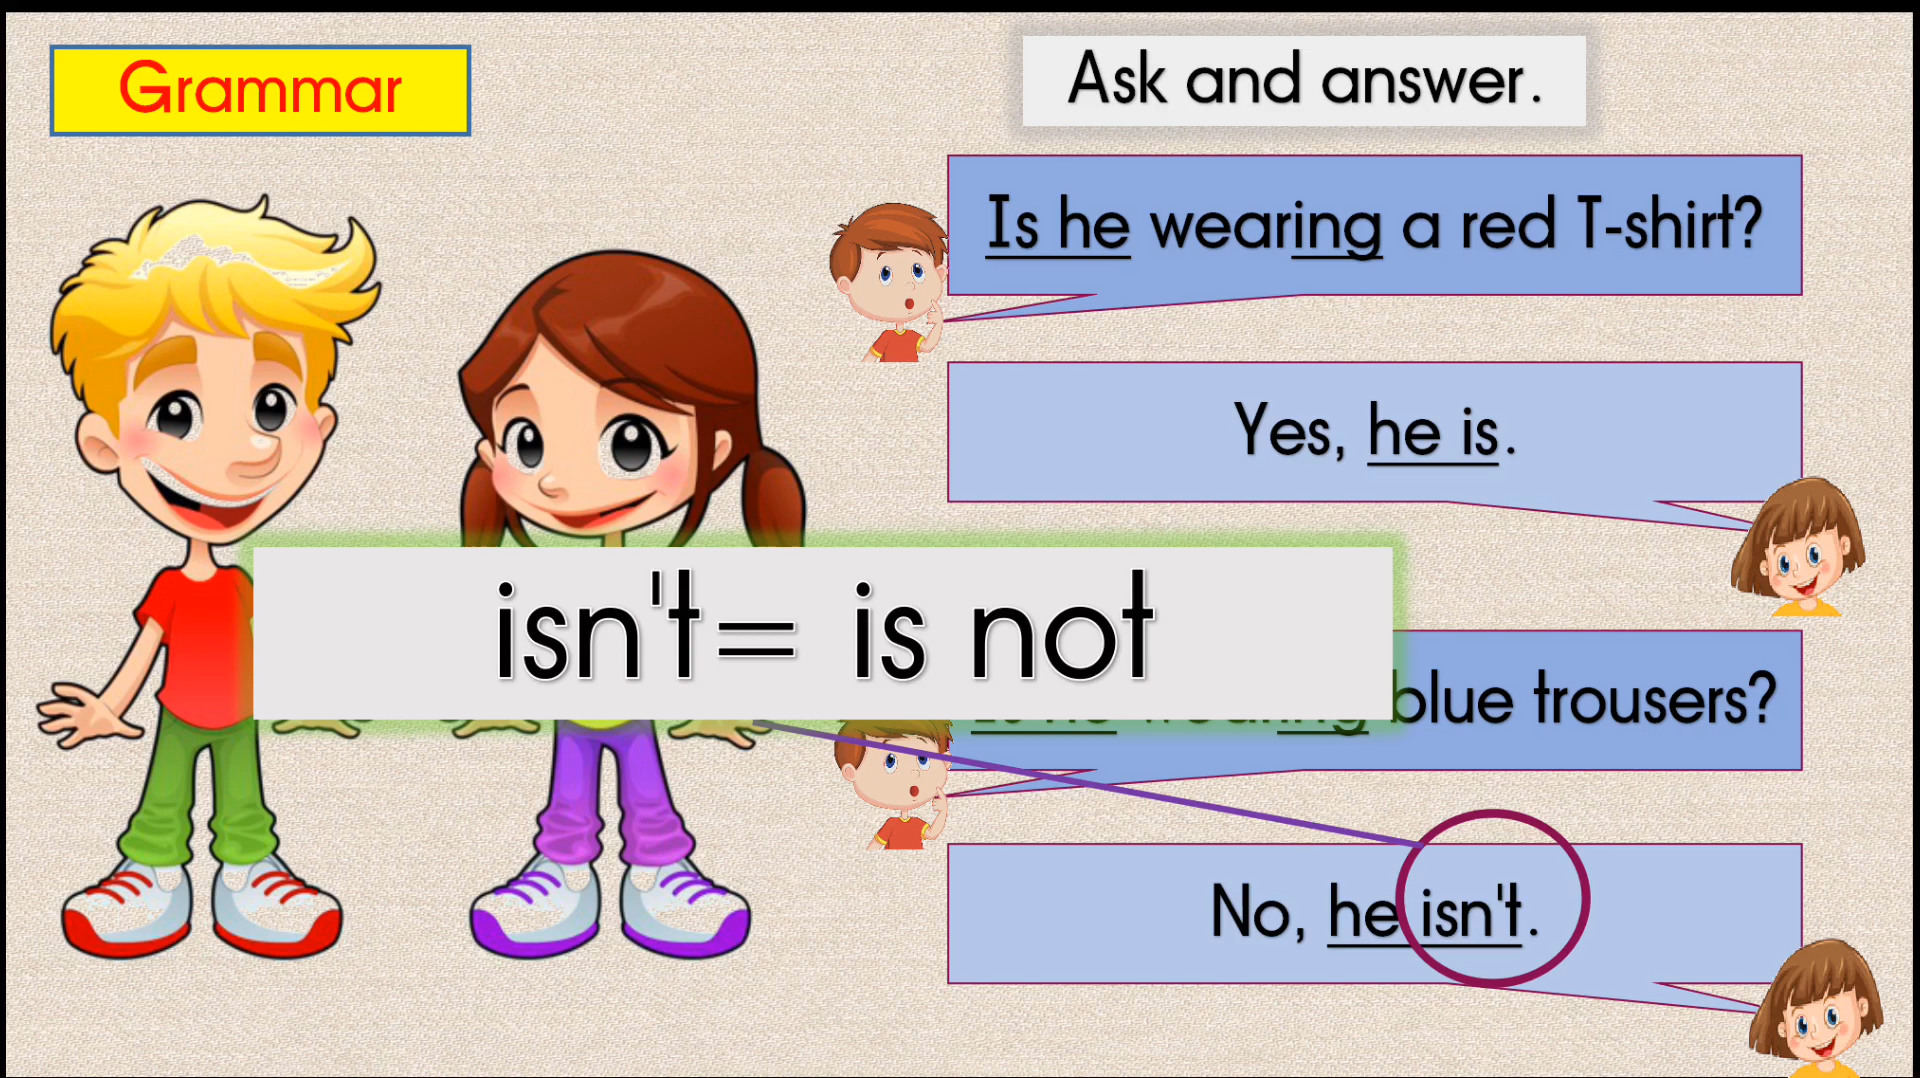 Grammar
Ask and answer.
Is he wearing a red T-shirt?
Yes, he is.
isn't= is not
blue trousers?
No, he isn't.